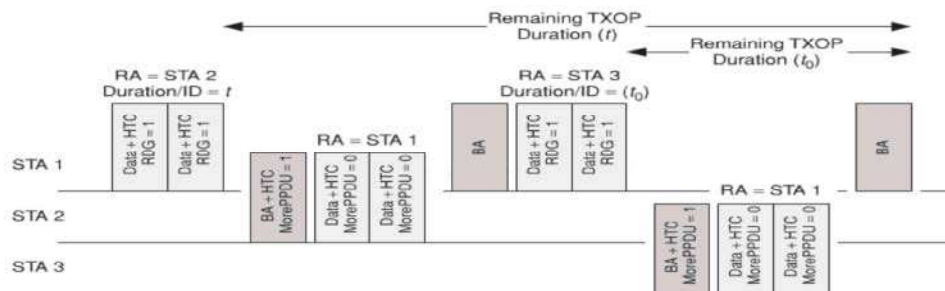 Remaining TXOP
Duration (t)
Remaining TXOP
Duration (t₀)
RA = STA 2
Duration/ID = t
RA = STA 3
Duration/ID = (t₀)
Data + HTC
RDG = 1
Data + HTC
RDG = 1
RA = STA 1
BA
Data + HTC
RDG = 1
Data + HTC
RDG = 1
BA
STA 1
BA + HTC
MorePPDU = 1
Data + HTC
MorePPDU = 0
Data + HTC
MorePPDU = 0
RA = STA 1
STA 2
BA + HTC
MorePPDU = 1
Data + HTC
MorePPDU = 0
Data + HTC
MorePPDU = 0
STA 3